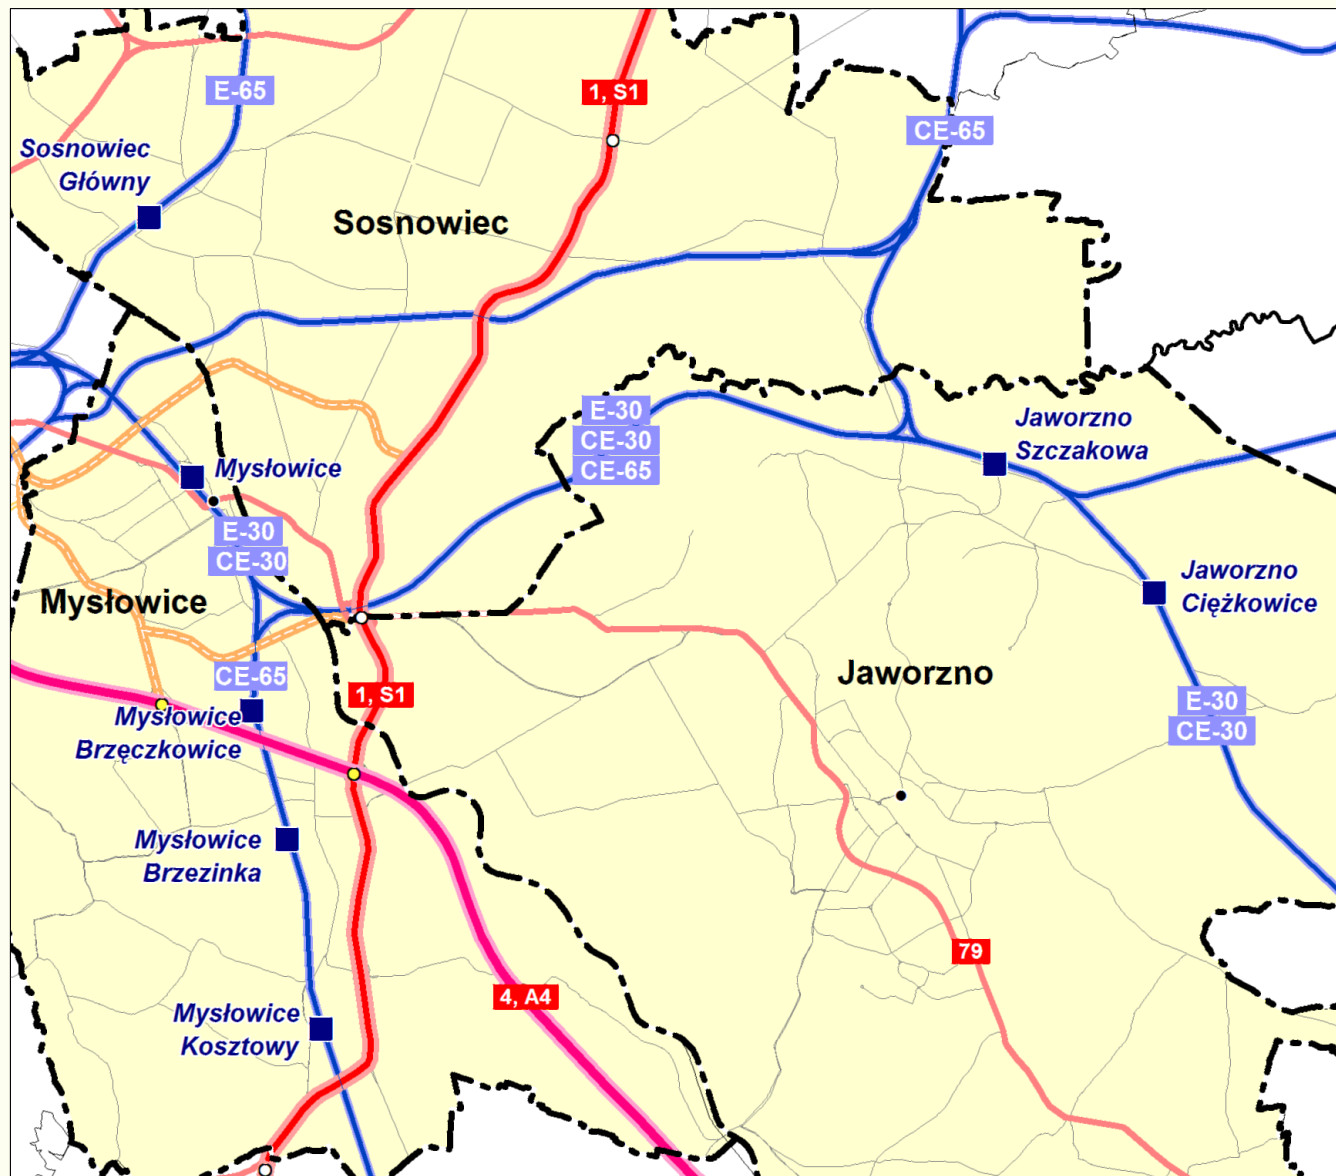 E-65
1, S1
CE-65
Sosnowiec
Główny
Sosnowiec
E-30
CE-30
CE-65
Jaworzno
Szczakowa
Mysłowice
E-30
CE-30
Mysłowice
Jaworzno
Ciężkowice
CE-65
1, S1
Jaworzno
E-30
CE-30
Mysłowice
Brzęczkowice
Mysłowice
Brzezinka
79
4, A4
Mysłowice
Kosztowy